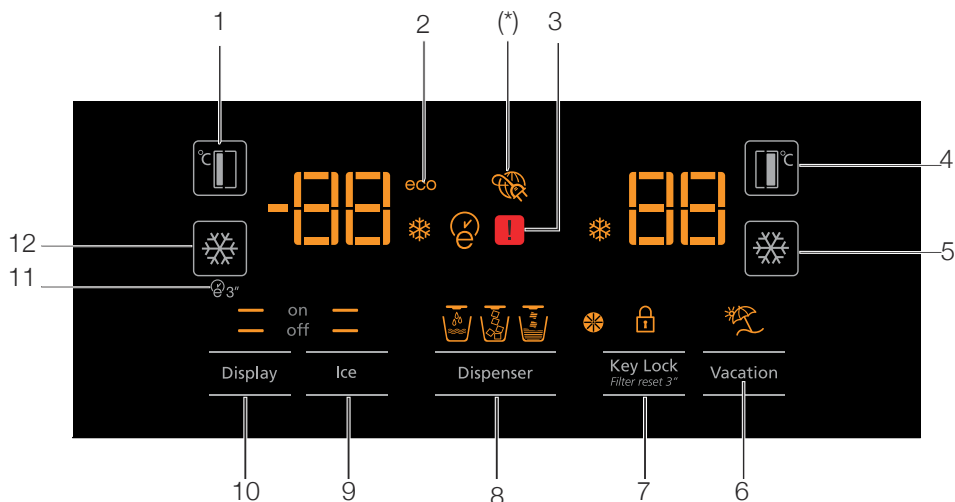 1 2 (*) 3
°C -88 eco 88 °C
4
12 e ! 5
11 e 3"
on
off
Display Ice Dispenser Key Lock Vacation
Filter reset 3"
10 9 8 7 6